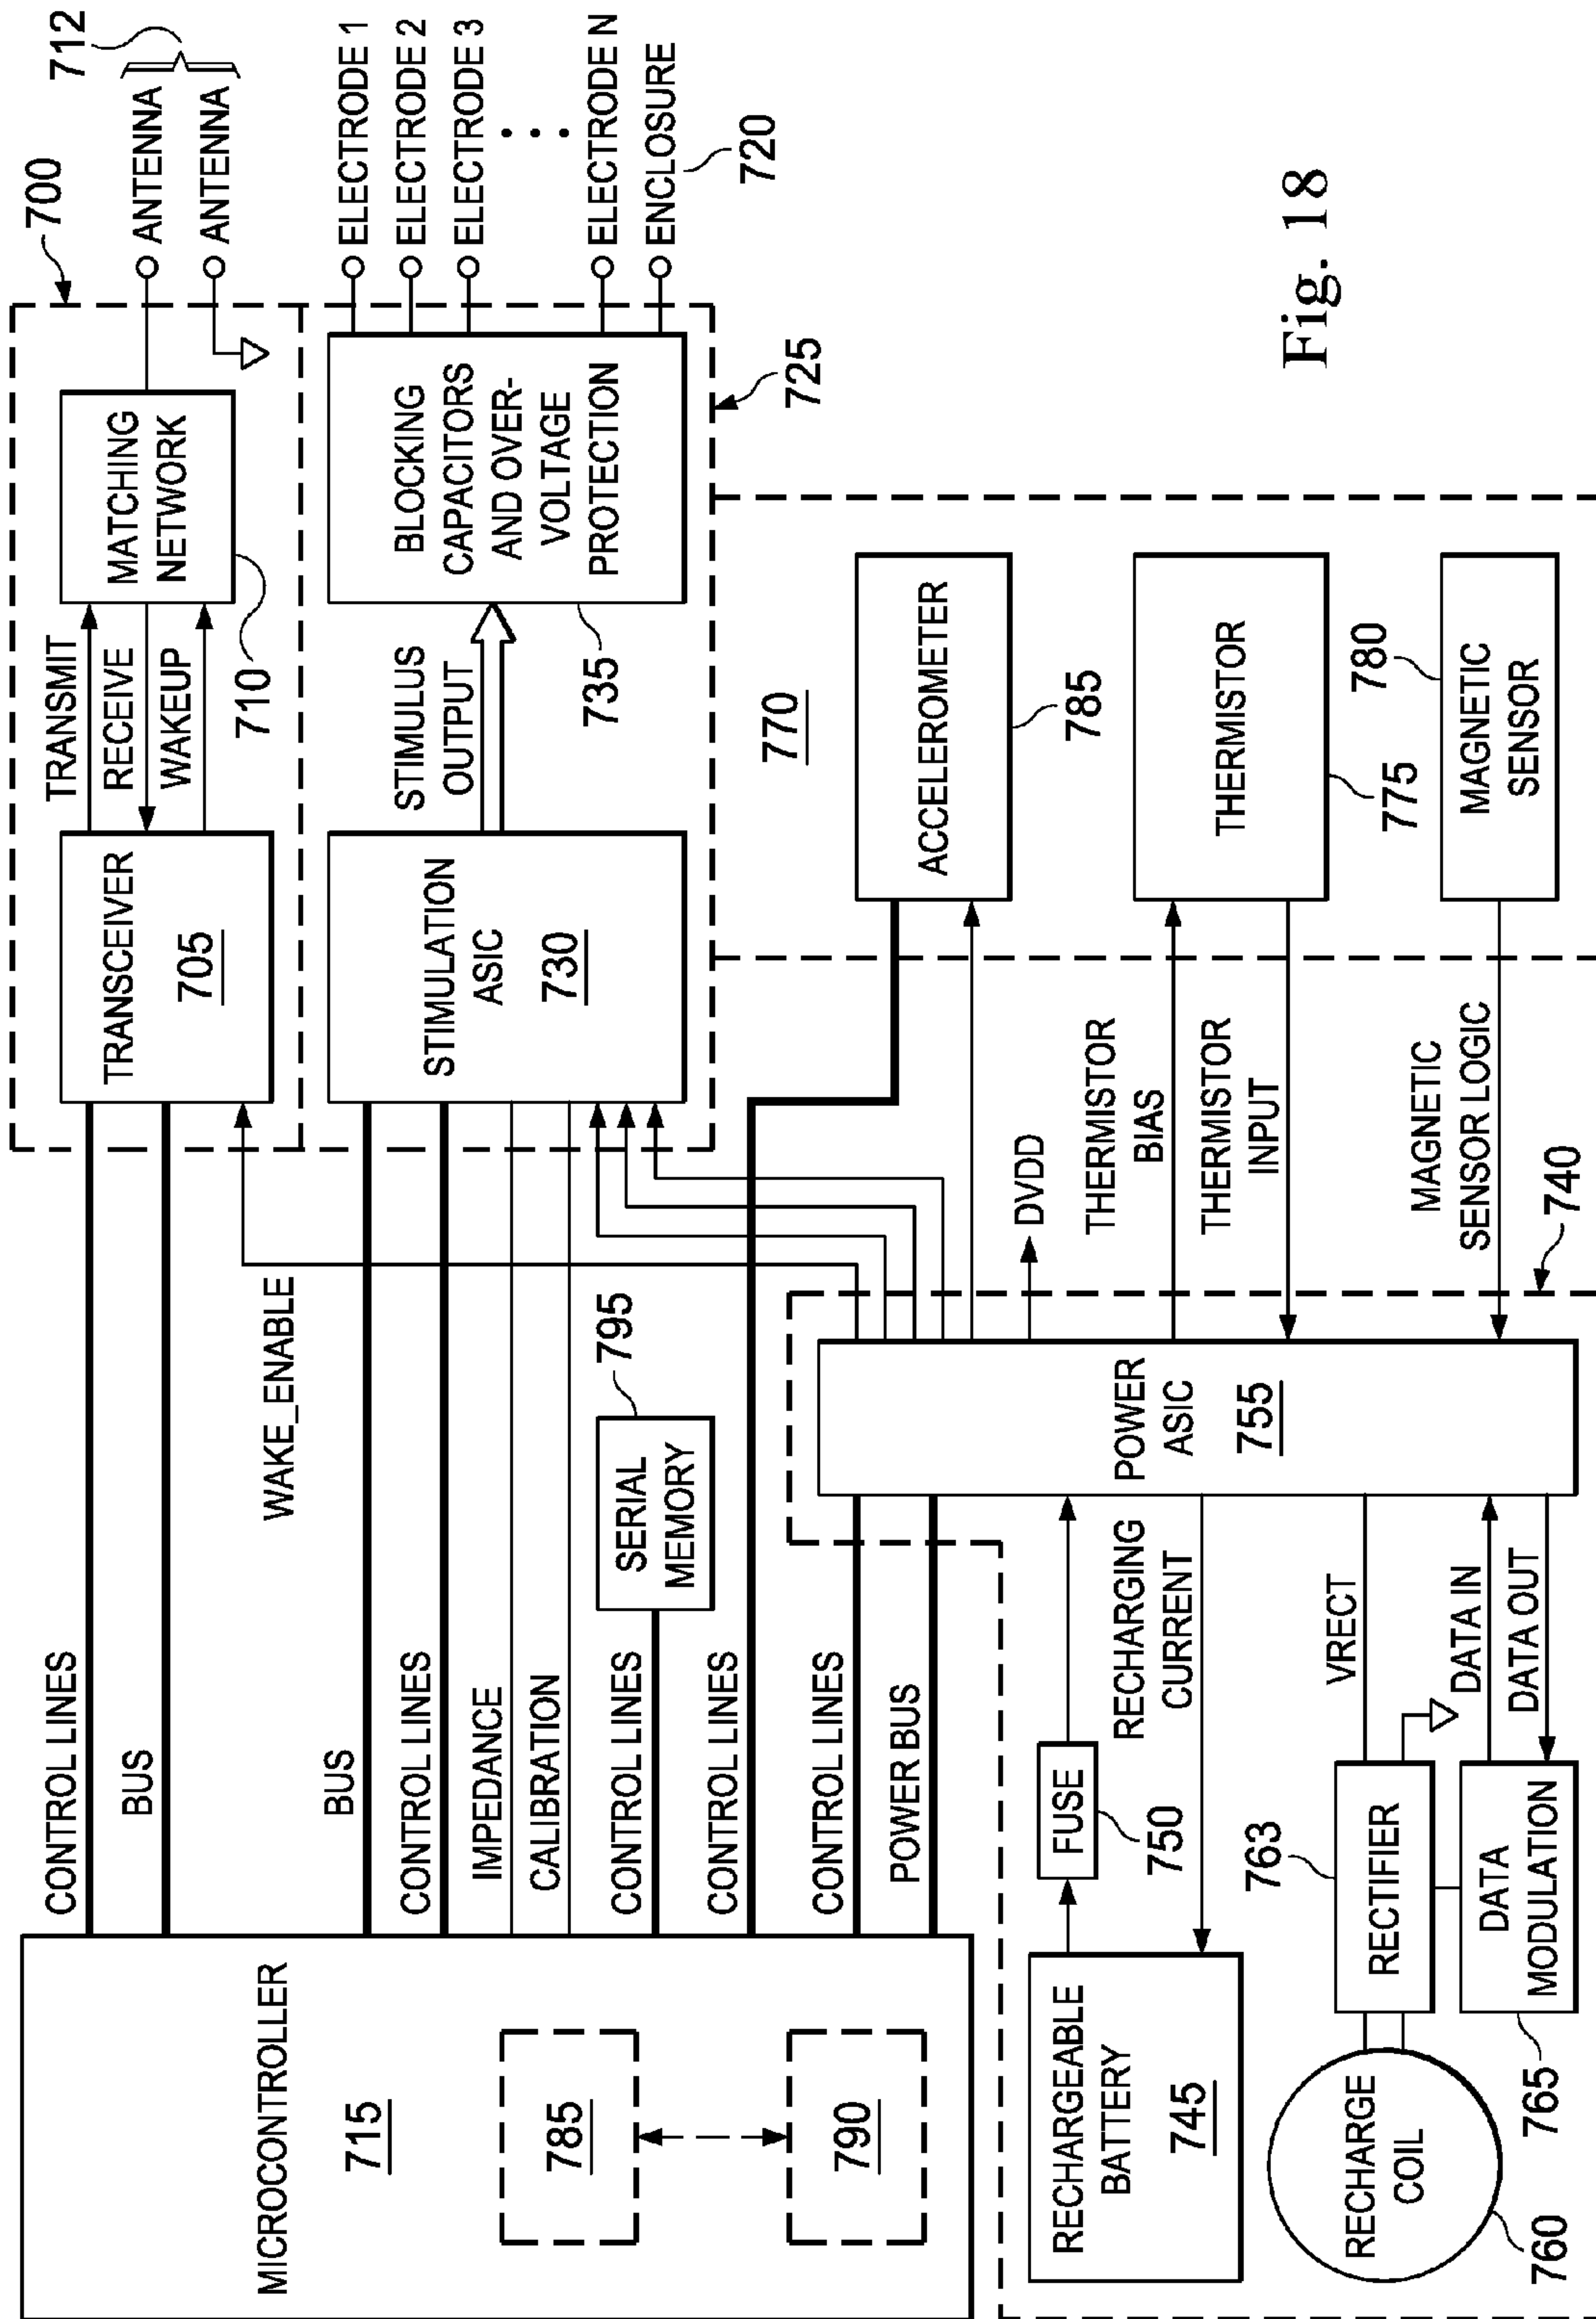 700
712
ANTENNA
ANTENNA
MATCHING
NETWORK
710
TRANSMIT
RECEIVE
WAKEUP
TRANSCEIVER
705
CONTROL LINES
BUS
WAKE_ENABLE
MICROCONTROLLER
715
785
790
BUS
CONTROL LINES
IMPEDANCE
CALIBRATION
CONTROL LINES
SERIAL
MEMORY
795
CONTROL LINES
CONTROL LINES
POWER BUS
STIMULATION
ASIC
730
STIMULUS
OUTPUT
BLOCKING
CAPACITORS
AND OVER-
VOLTAGE
PROTECTION
735
725
ELECTRODE 1
ELECTRODE 2
ELECTRODE 3
ELECTRODE N
ENCLOSURE
720
770
ACCELEROMETER
785
THERMISTOR
775
780
MAGNETIC
SENSOR
DVDD
THERMISTOR
BIAS
THERMISTOR
INPUT
MAGNETIC
SENSOR LOGIC
740
POWER
ASIC
755
RECHARGEABLE
BATTERY
745
FUSE
750
RECHARGING
CURRENT
VRECT
763
RECTIFIER
DATA IN
DATA OUT
DATA
MODULATION
765
RECHARGE
COIL
760
Fig. 18